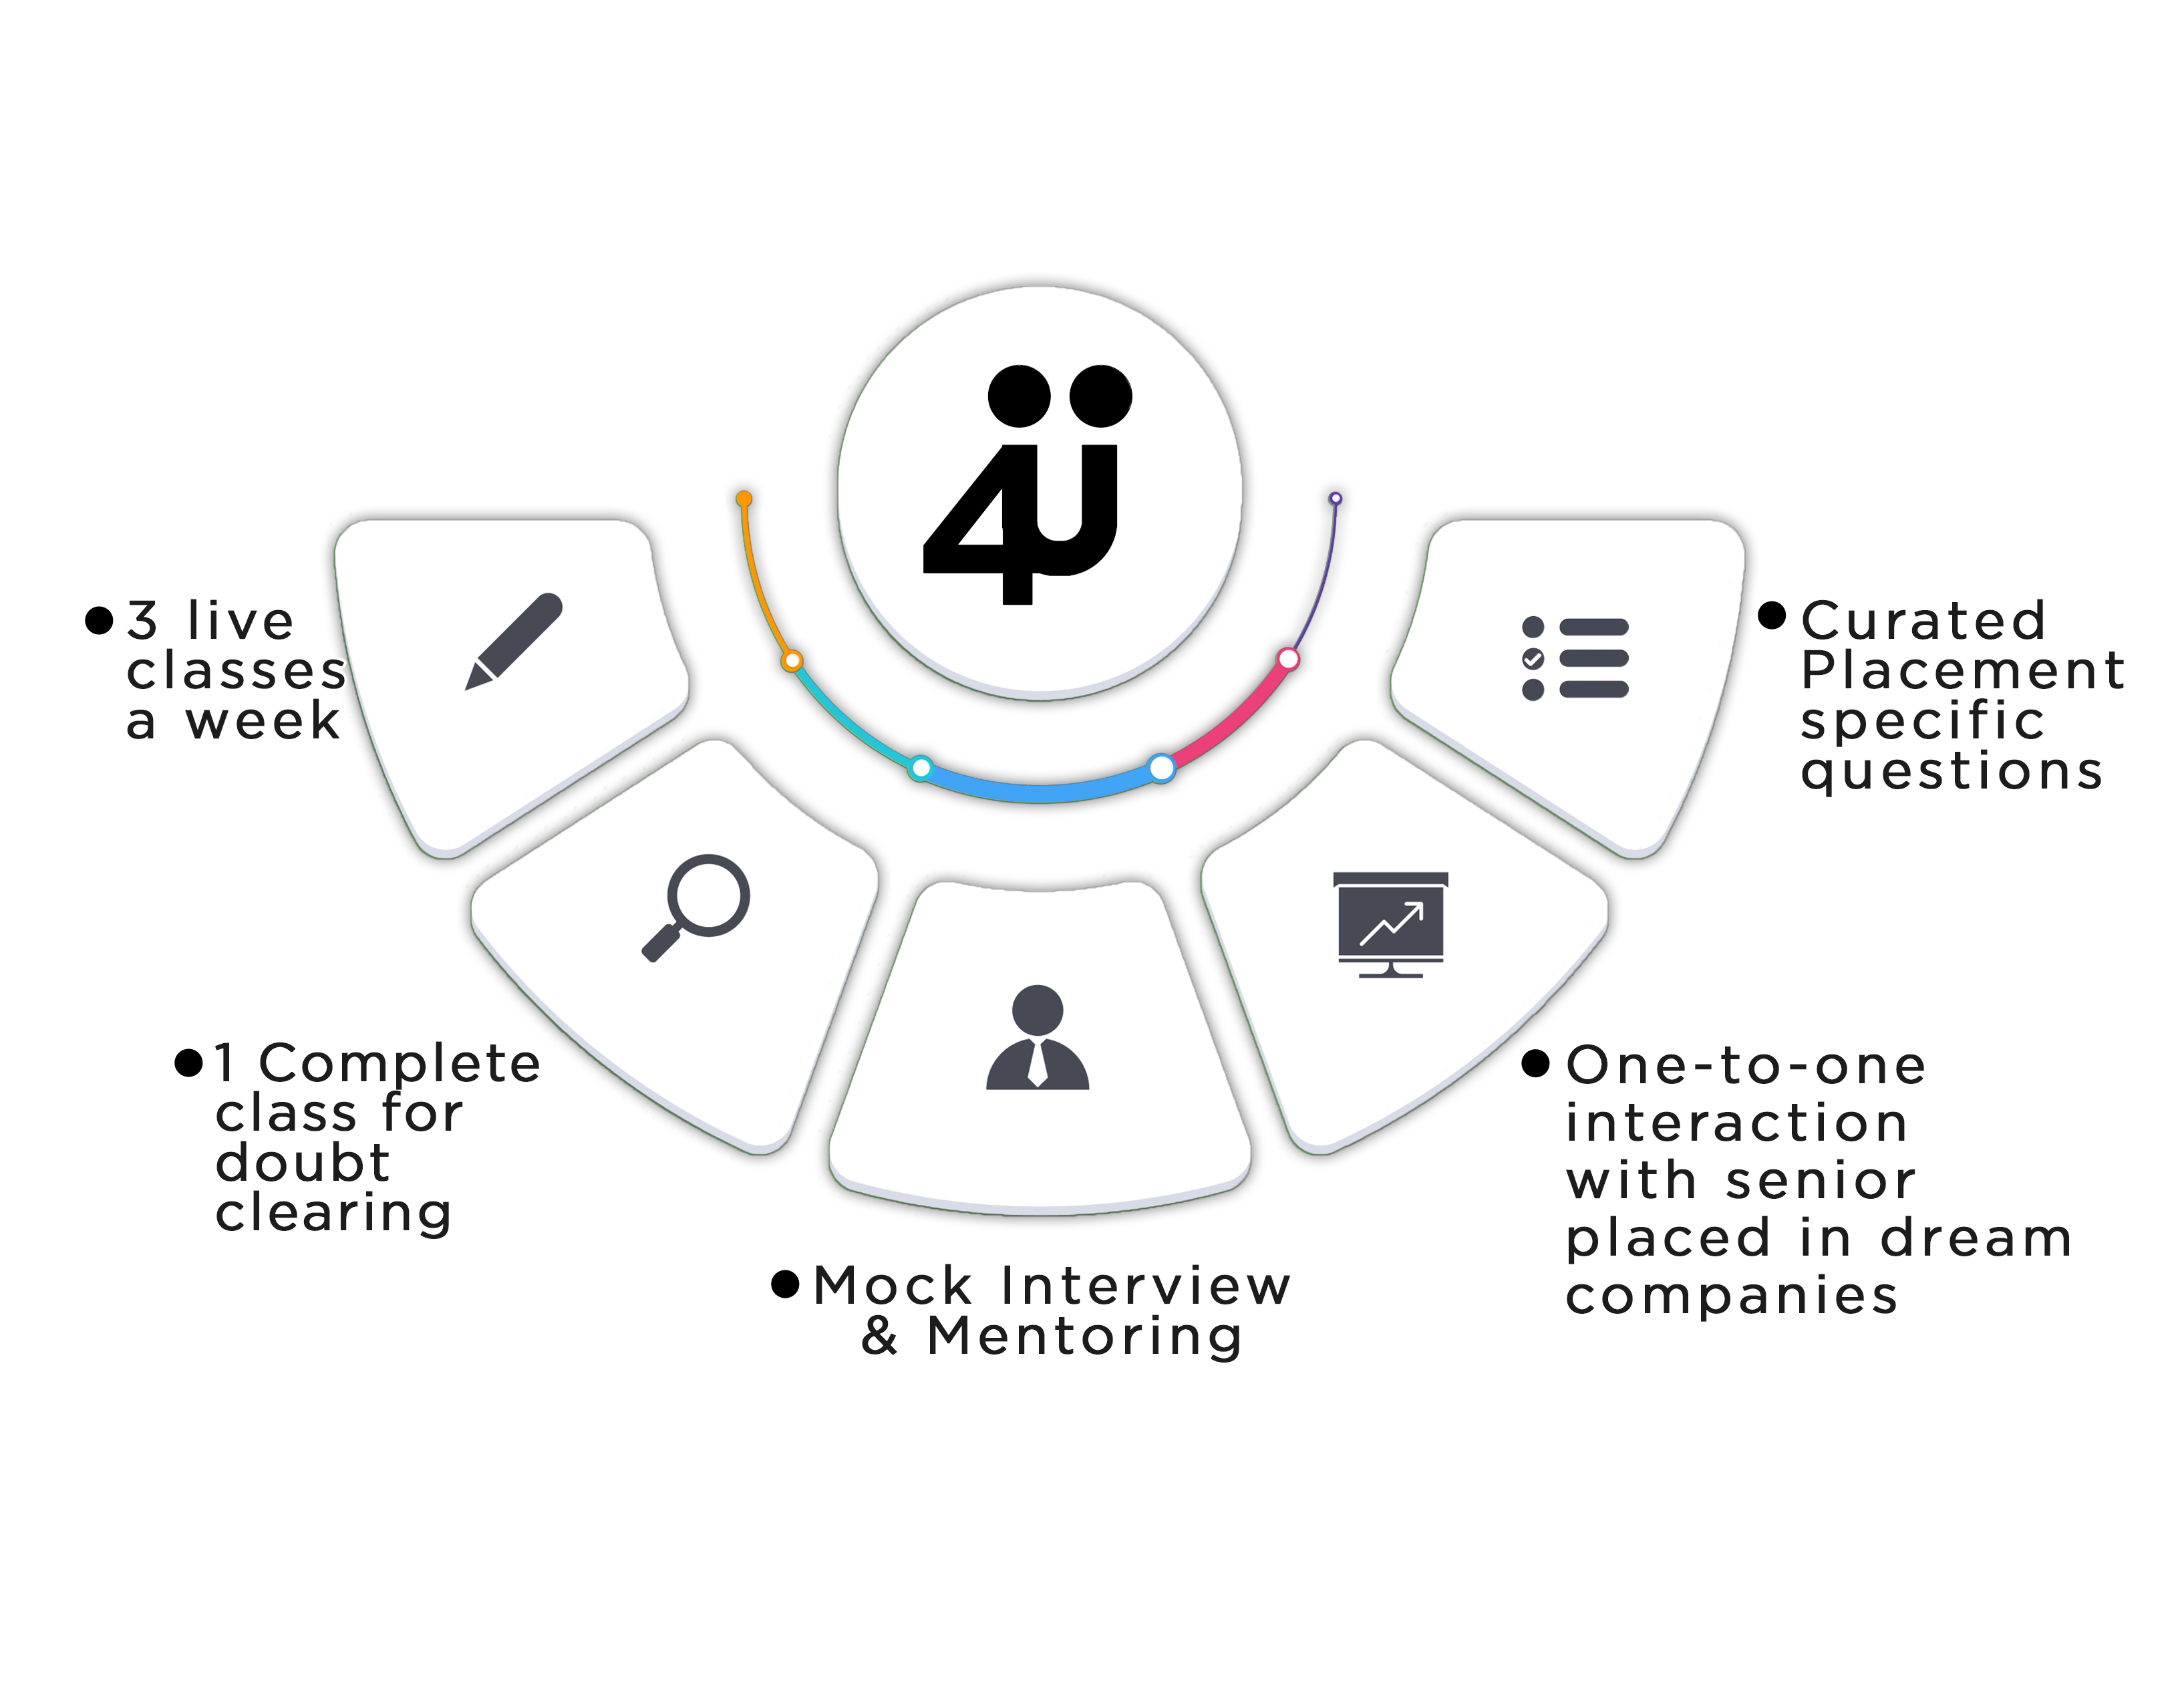 4U
● 3 live
classes
a week
● 1 Complete
class for
doubt
clearing
● Mock Interview
& Mentoring
● One-to-one
interaction
with senior
placed in dream
companies
● Curated
Placement
specific
questions